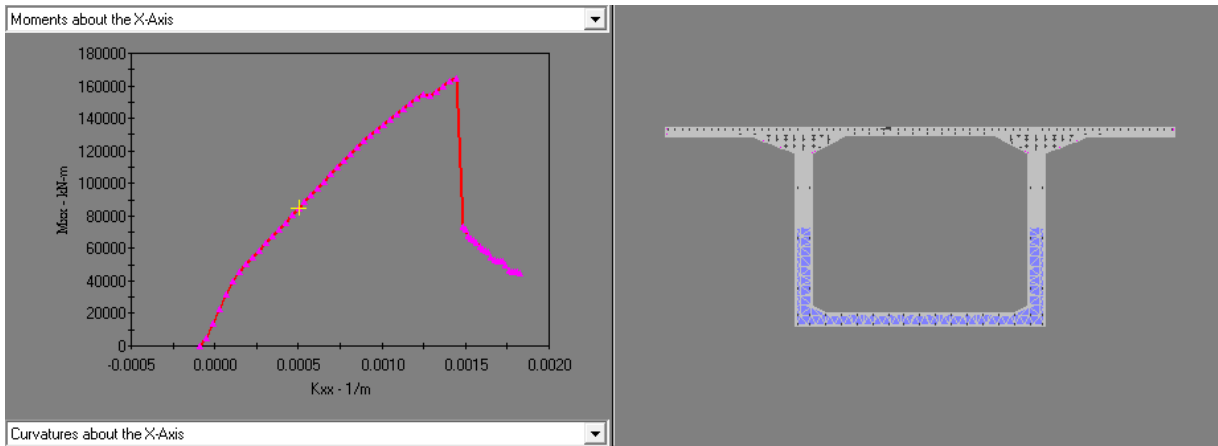 Moments about the X-Axis
180000
160000
140000
120000
100000
80000
60000
40000
20000
0
Mxx - kN-m
-0.0005 0.0000 0.0005 0.0010 0.0015 0.0020
Kxx - 1/m
Curvatures about the X-Axis